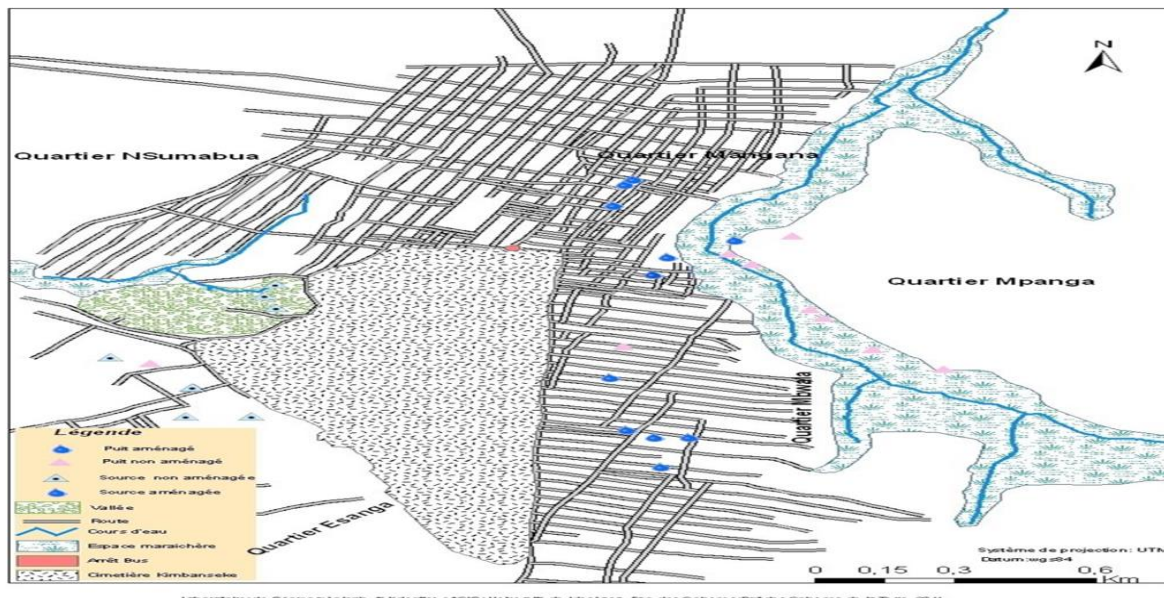 N
Quartier NSumabua
Quartier Mangana
Quartier Mpanga
Quartier Mbwala
Quartier Esanga
Légende
Puit aménagé
Puit non aménagé
Source non aménagée
Source aménagée
Vallée
Route
Cours d'eau
Espace maraichère
Arrêt Bus
Cimetière Kimbanseke
Système de projection : UTM
Datum:wgs84
0 0,15 0,3 0,6
Km